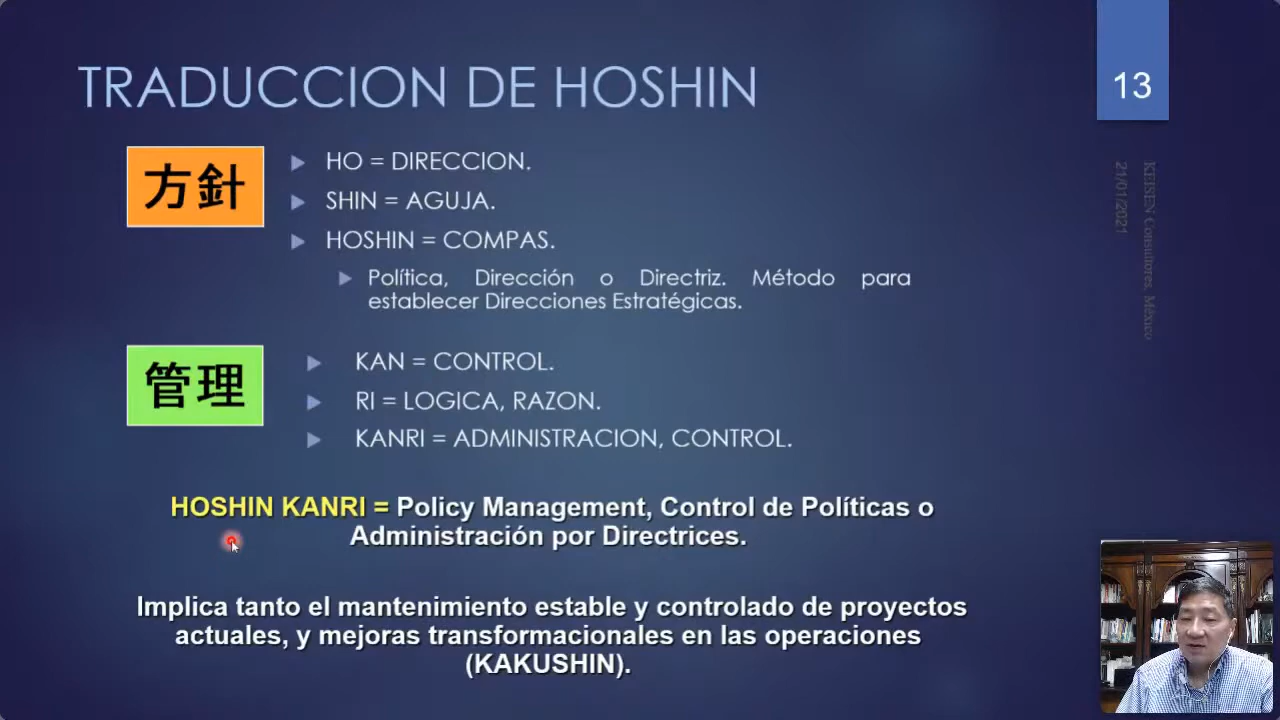 TRADUCCION DE HOSHIN
13
方針
HO = DIRECCION.
SHIN = AGUJA.
HOSHIN = COMPAS.
Política, Dirección o Directriz. Método para
establecer Direcciones Estratégicas.
管理
KAN = CONTROL.
RI = LOGICA, RAZON.
KANRI = ADMINISTRACION, CONTROL.
HOSHIN KANRI = Policy Management, Control de Políticas o
Administración por Directrices.
Implica tanto el mantenimiento estable y controlado de proyectos
actuales, y mejoras transformacionales en las operaciones
(KAKUSHIN).
KEISEN Consultores, México
21/01/2021